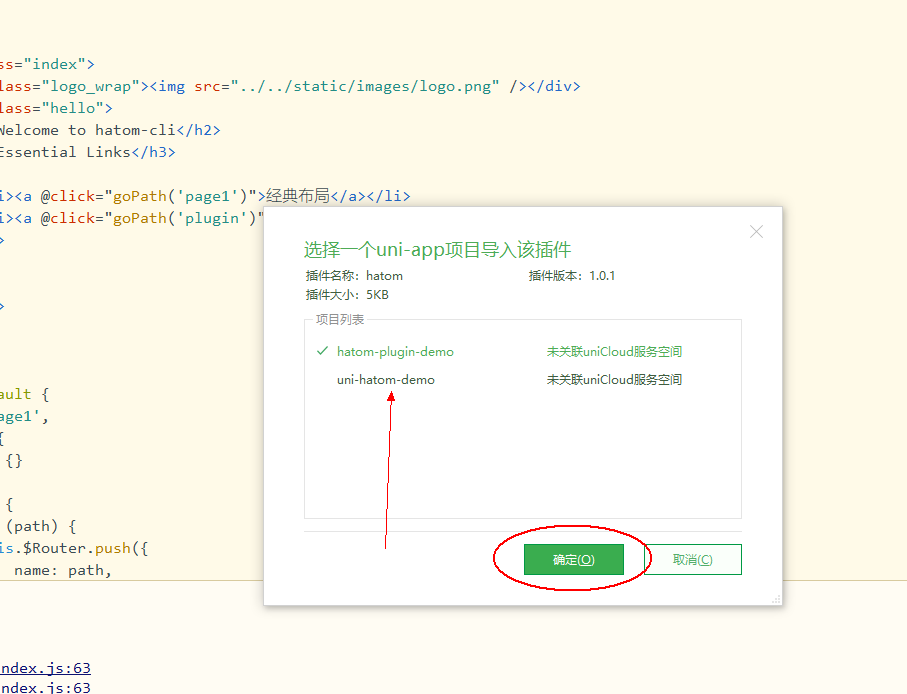 ss="index">
lass="logo_wrap"><img src="../../static/images/logo.png" /></div>
lass="hello">
Welcome to hatom-cli</h2>
Essential Links</h3>
i><a @click="goPath('page1')">经典布局</a></li>
i><a @click="goPath('plugin')"
>
>
ault {
age1',
{
{}
{
(path) {
is.$Router.push({
name: path,
选择一个uni-app项目导入该插件
插件名称: hatom 插件版本: 1.0.1
插件大小: 5KB
项目列表
hatom-plugin-demo 未关联uniCloud服务空间
uni-hatom-demo 未关联uniCloud服务空间
确定(O) 取消(C)
ndex.js:63
ndex.js:63